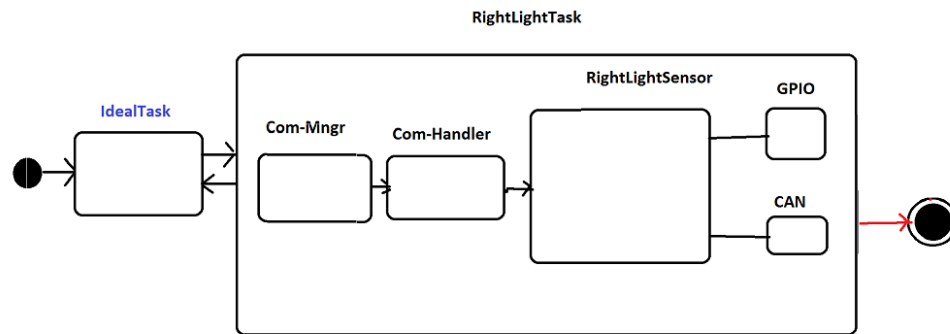 RightLightTask
RightLightSensor
GPIO
IdealTask
Com-Mngr
Com-Handler
CAN